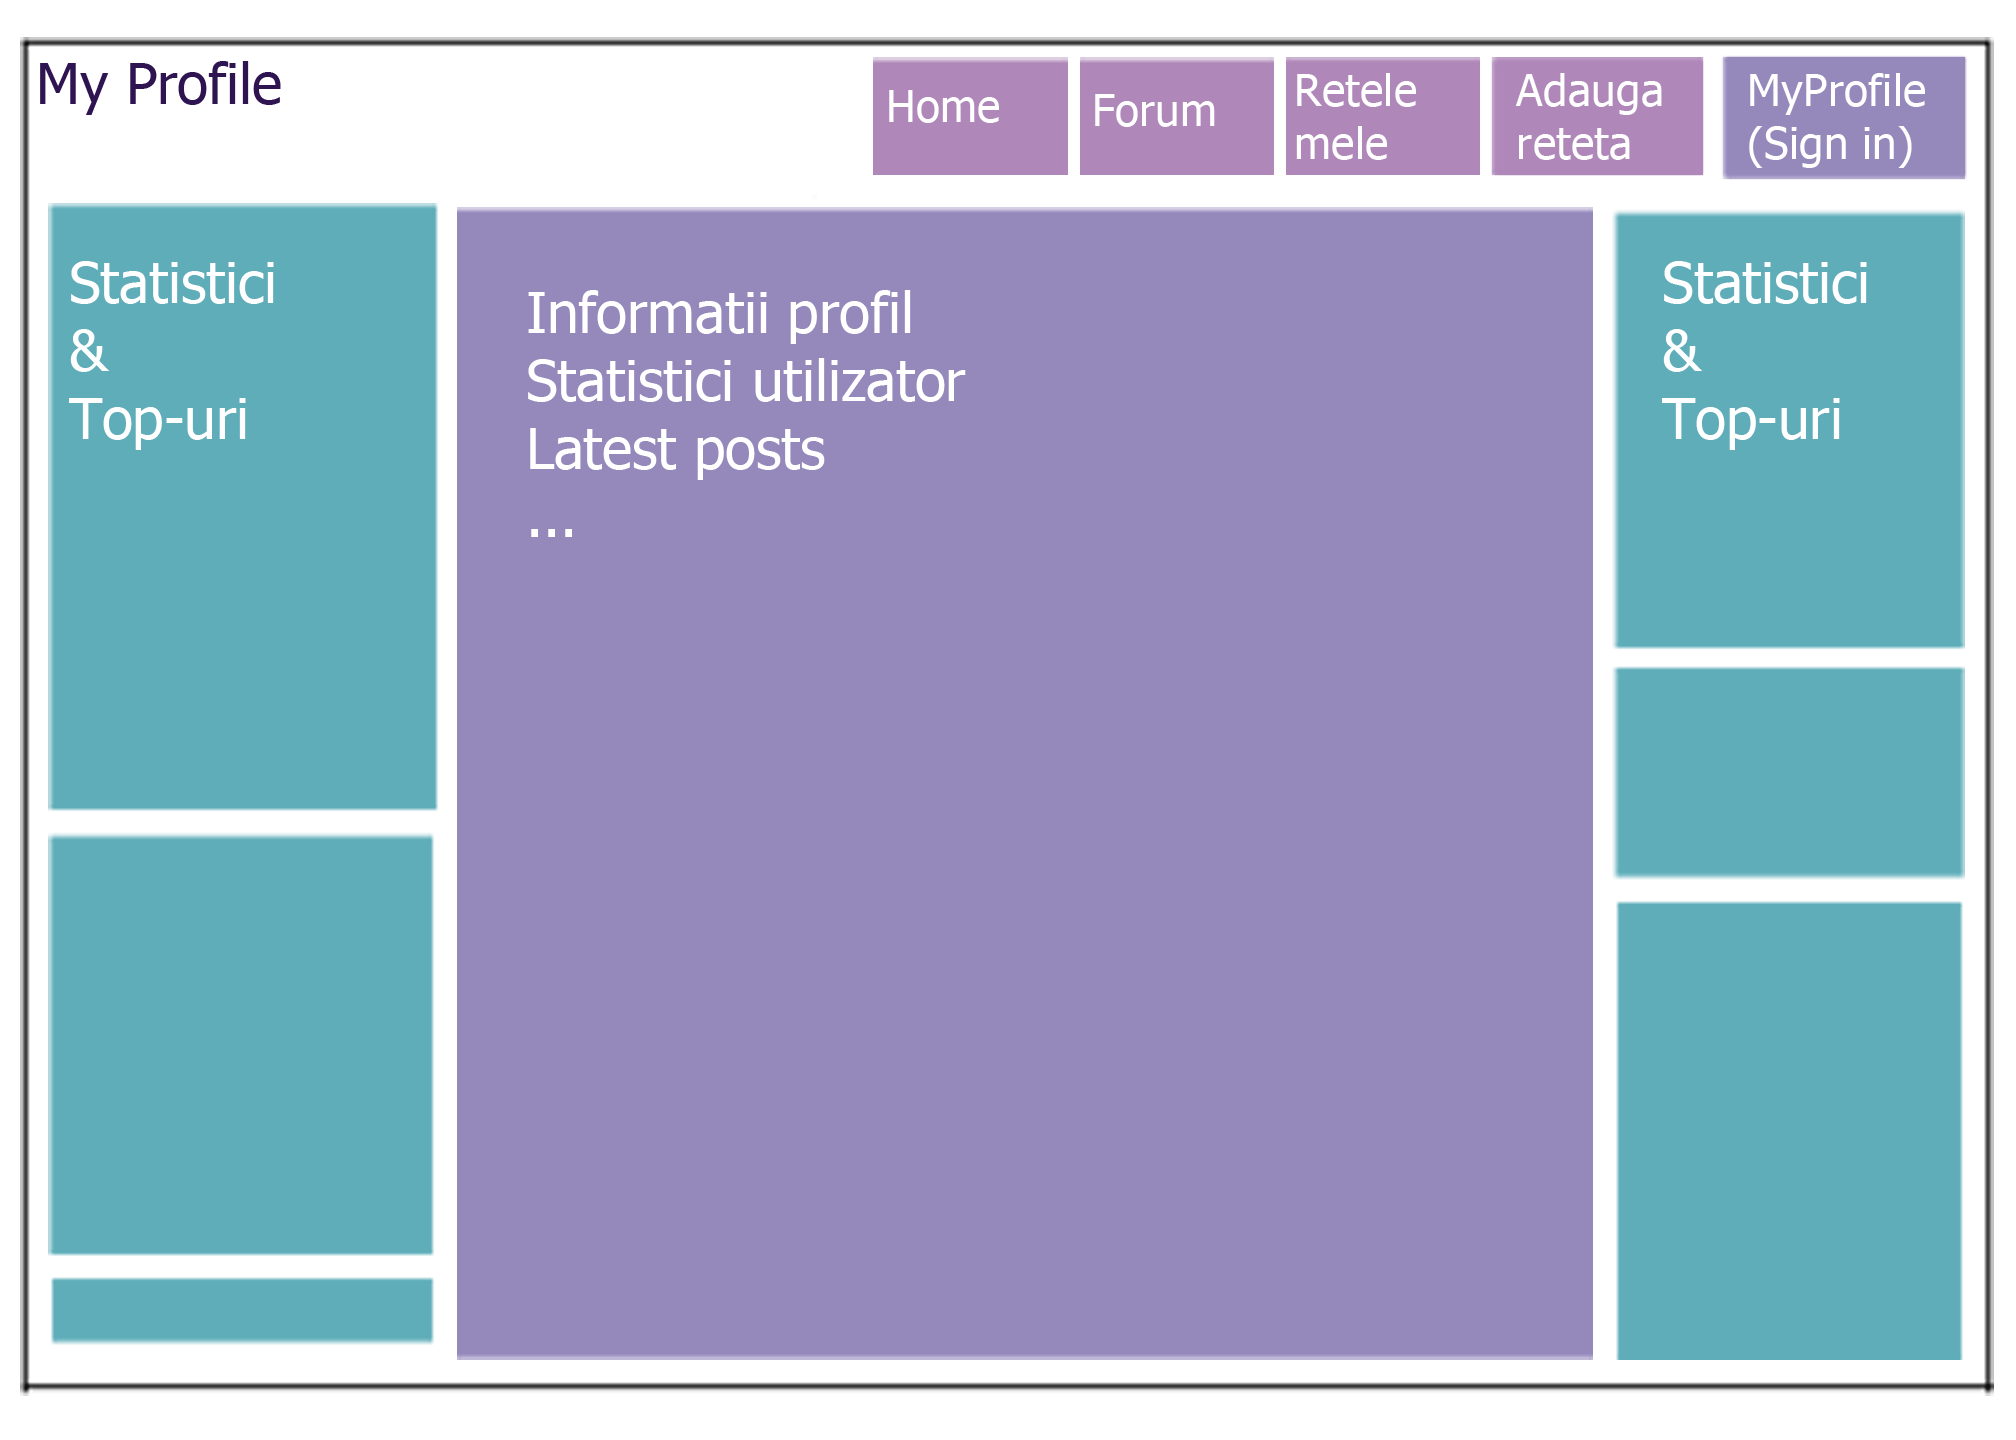 My Profile
Home
Forum
Retele
mele
Adauga
reteta
MyProfile
(Sign in)
Statistici
&
Top-uri
Informatii profil
Statistici utilizator
Latest posts
...
Statistici
&
Top-uri